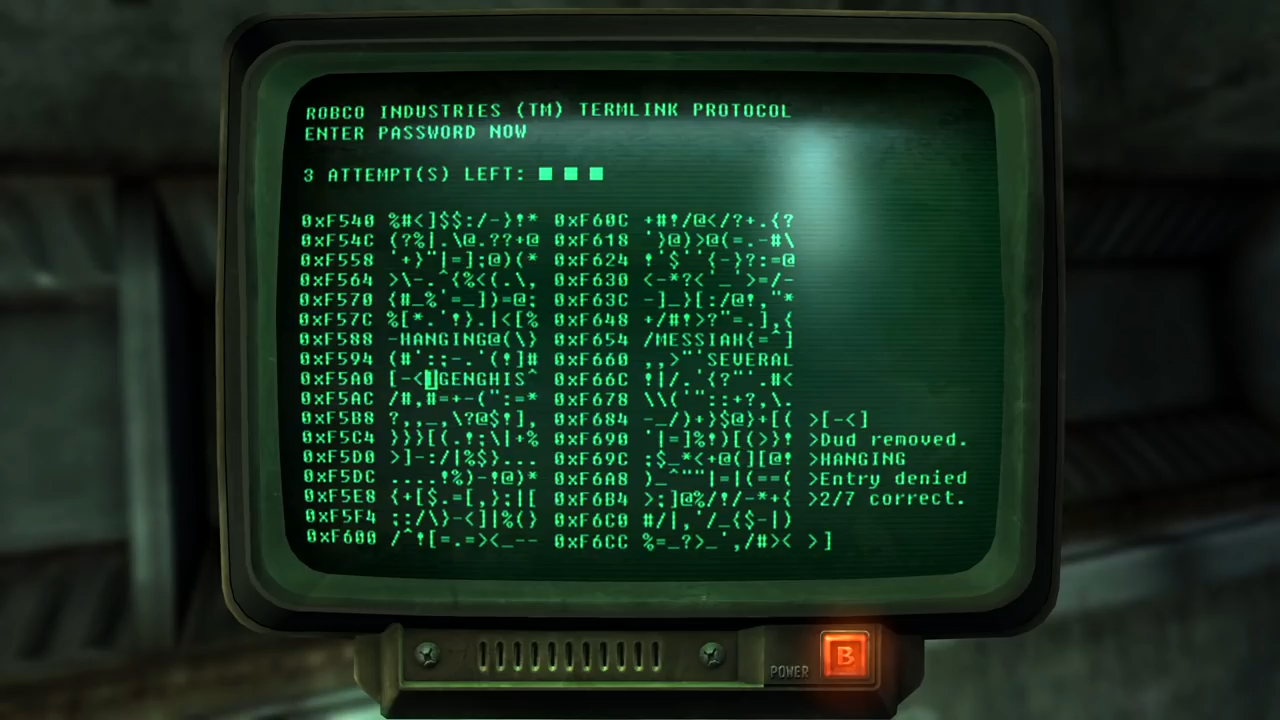 ROBCO INDUSTRIES (TM) TERMLINK PROTOCOL
ENTER PASSWORD NOW
3 ATTEMPT(S) LEFT: ■ ■ ■
0xF540 %#<]$$:/-}!* 0xF60C +#!/@</?+.{?
0xF54C (?%|.\@.??+@ 0xF618 '}@)>@(=.-#\
0xF558 '+}"|=];@)(* 0xF624 !'$''{-}?:=@
0xF564 >\-.^{%<(.\, 0xF630 <-*?<'_'>=/-
0xF570 {#_%'=_])=@; 0xF63C -]_}[:/@!,"*
0xF57C %[*.'!}.|<[% 0xF648 +/#!>?"=.],{
0xF588 -HANGING@(\} 0xF654 /MESSIAH{=^]
0xF594 (#':;-.'(!]# 0xF660 ,,>"'SEVERAL
0xF5A0 [-<]GENGHIS^ 0xF66C !|/.'{?"'.#<
0xF5AC /#,#=+-(":=* 0xF678 \\('"::+?,\.
0xF5B8 ?,,_,\?@$!], 0xF684 -_/)+}$@}+[( >[-<]
0xF5C4 }}}[(.!;\|+% 0xF690 '|=]%!)[(>}! >Dud removed.
0xF5D0 >]-:/|%$}... 0xF69C ;$_*<+@(][@! >HANGING
0xF5DC ....!%)-!@)* 0xF6A8 )_^""|=|(==( >Entry denied
0xF5E8 {+[$.=[,};|[ 0xF6B4 >;]@%/!/-*+{ >2/7 correct.
0xF5F4 ::/\}-<]|%(} 0xF6C0 #/|,'/_{$-|)
0xF600 /^![=.=><_-- 0xF6CC %=_?>_',/#>< >]
POWER
B